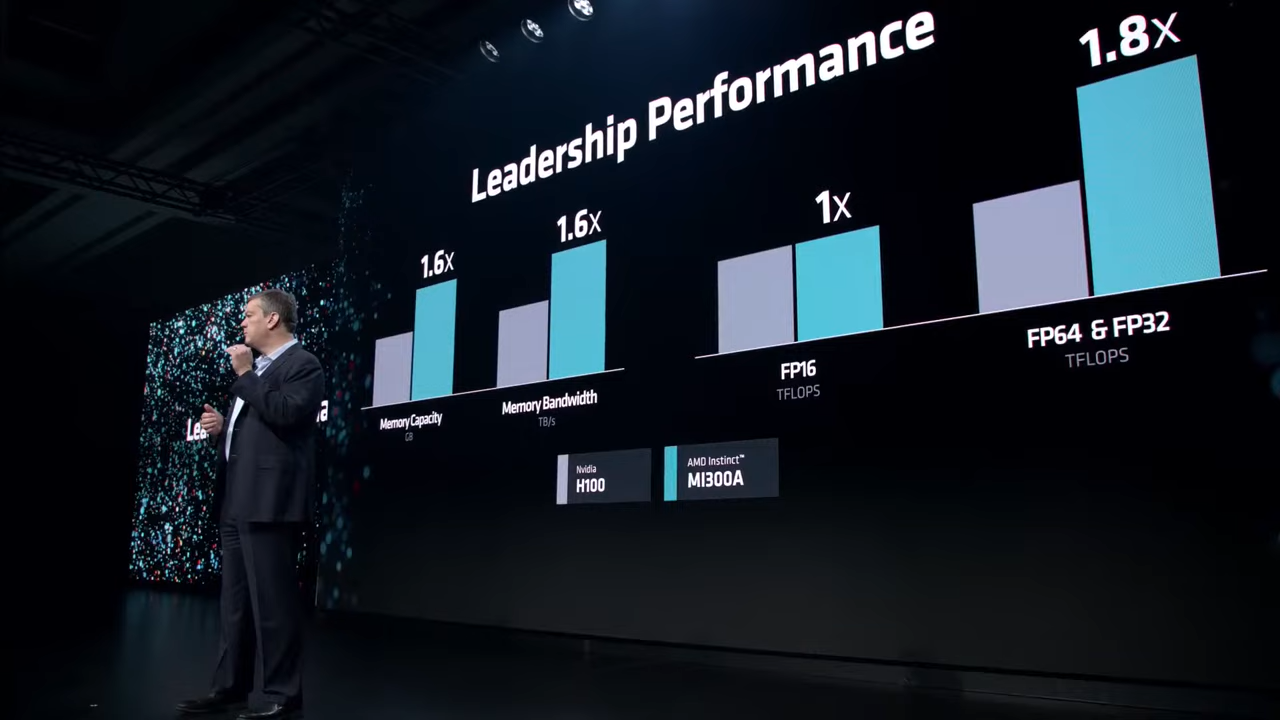 Leadership Performance
1.6x
1.6x
1x
1.8x
Memory Capacity
GB
Memory Bandwidth
TB/s
FP16
TFLOPS
FP64 & FP32
TFLOPS
Nvidia
H100
AMD Instinct™
MI300A